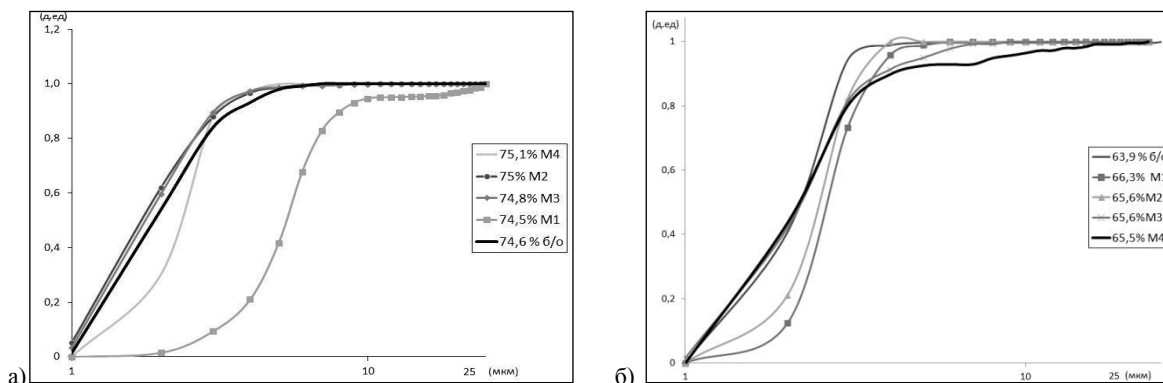 (д.ед)
1,2
1,0
0,8
0,6
0,4
0,2
0
75,1% М4
75% М2
74,8% М3
74,5% М1
74,6 % б/о
1
10
25
(мкм)
а)
(д.ед)
1
0,8
0,6
0,4
0,2
0
63,9% б/о
66,3% М1
65,6% М2
65,6%М3
65,5% М4
1
10
25 (мкм)
б)